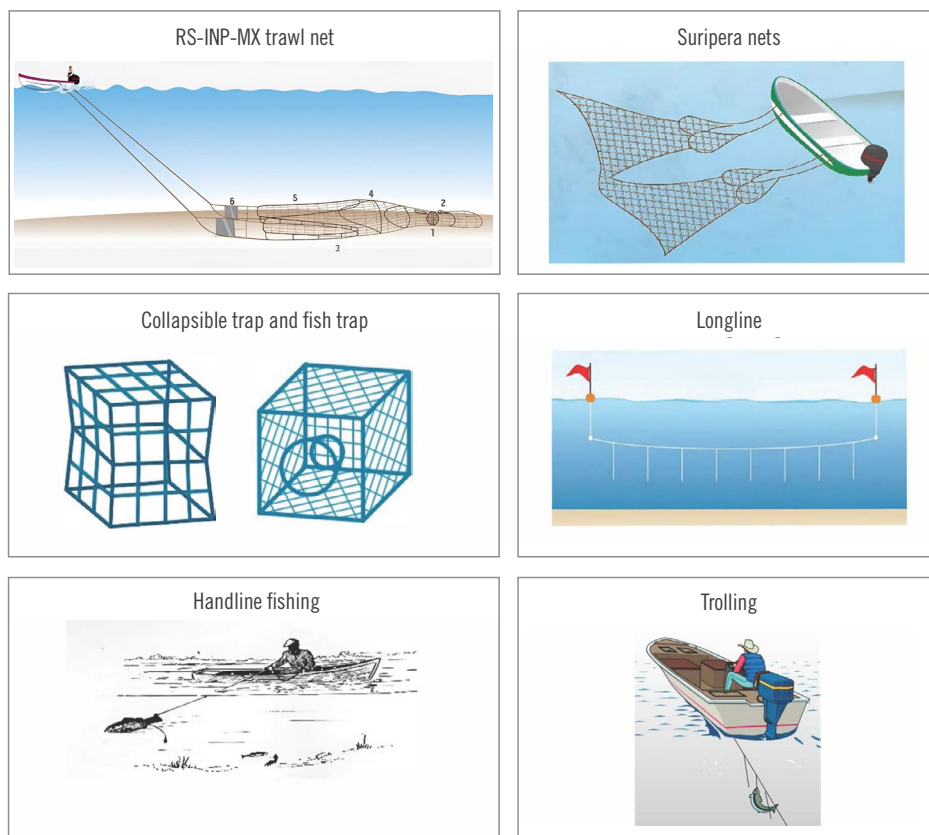 RS-INP-MX trawl net
Suripera nets
6
5
4
2
1
3
Collapsible trap and fish trap
Longline
Handline fishing
Trolling